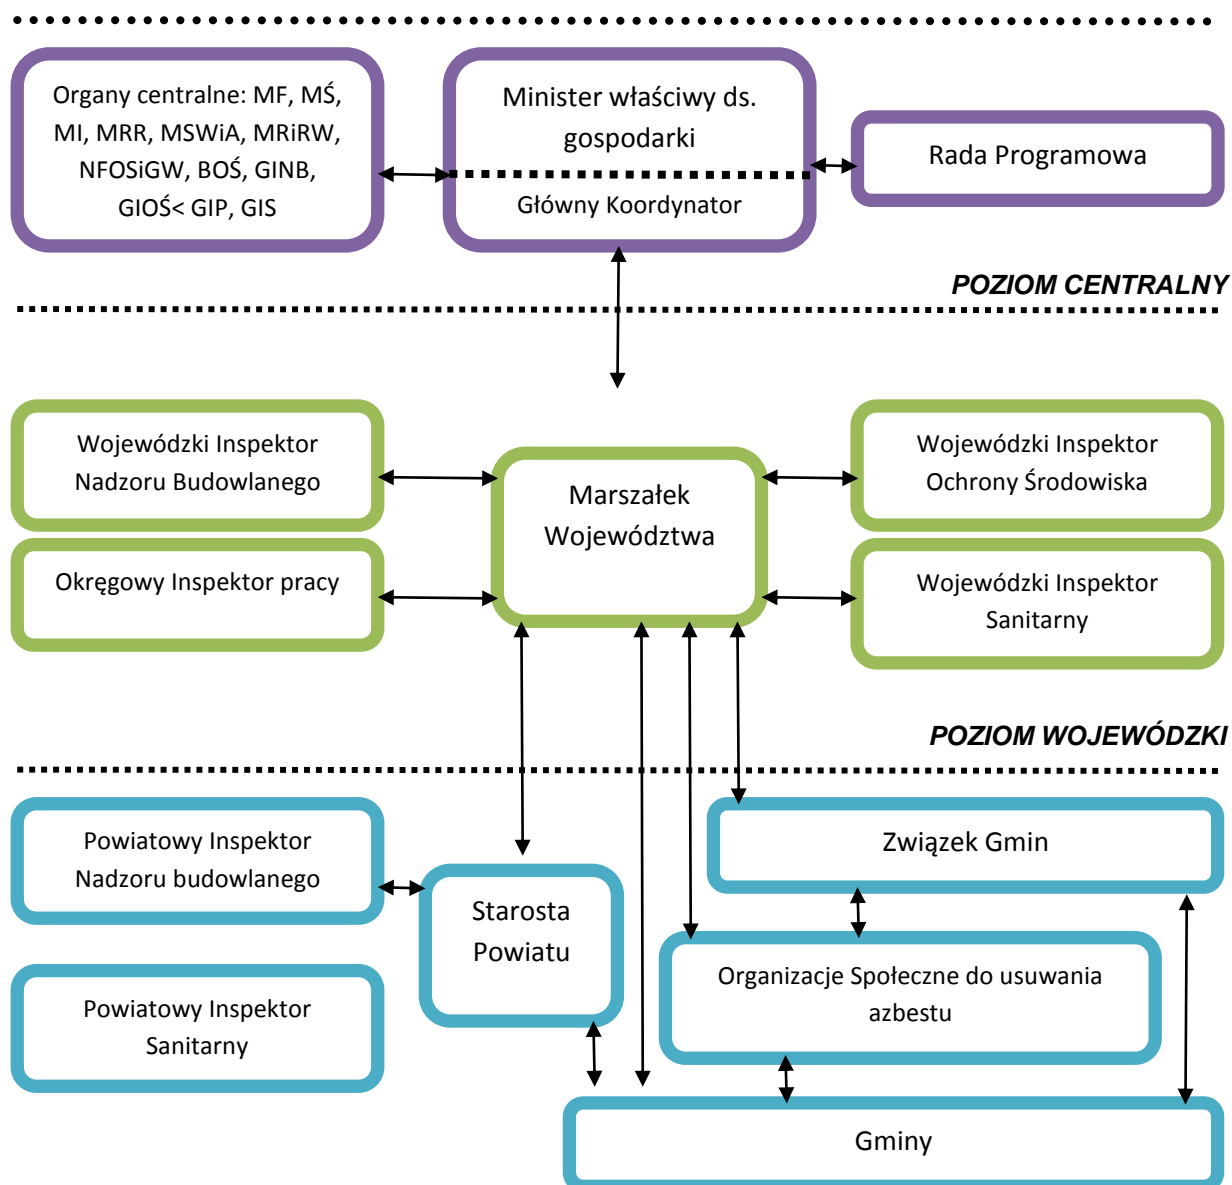 Organy centralne: MF, MŚ,
MI, MRR, MSWiA, MRiRW,
NFOSiGW, BOŚ, GINB,
GIOŚ< GIP, GIS
Minister właściwy ds.
gospodarki
Główny Koordynator
Rada Programowa
POZIOM CENTRALNY
Wojewódzki Inspektor
Nadzoru Budowlanego
Okręgowy Inspektor pracy
Marszałek
Województwa
Wojewódzki Inspektor
Ochrony Środowiska
Wojewódzki Inspektor
Sanitarny
POZIOM WOJEWÓDZKI
Powiatowy Inspektor
Nadzoru budowlanego
Powiatowy Inspektor
Sanitarny
Starosta
Powiatu
Związek Gmin
Organizacje Społeczne do usuwania
azbestu
Gminy